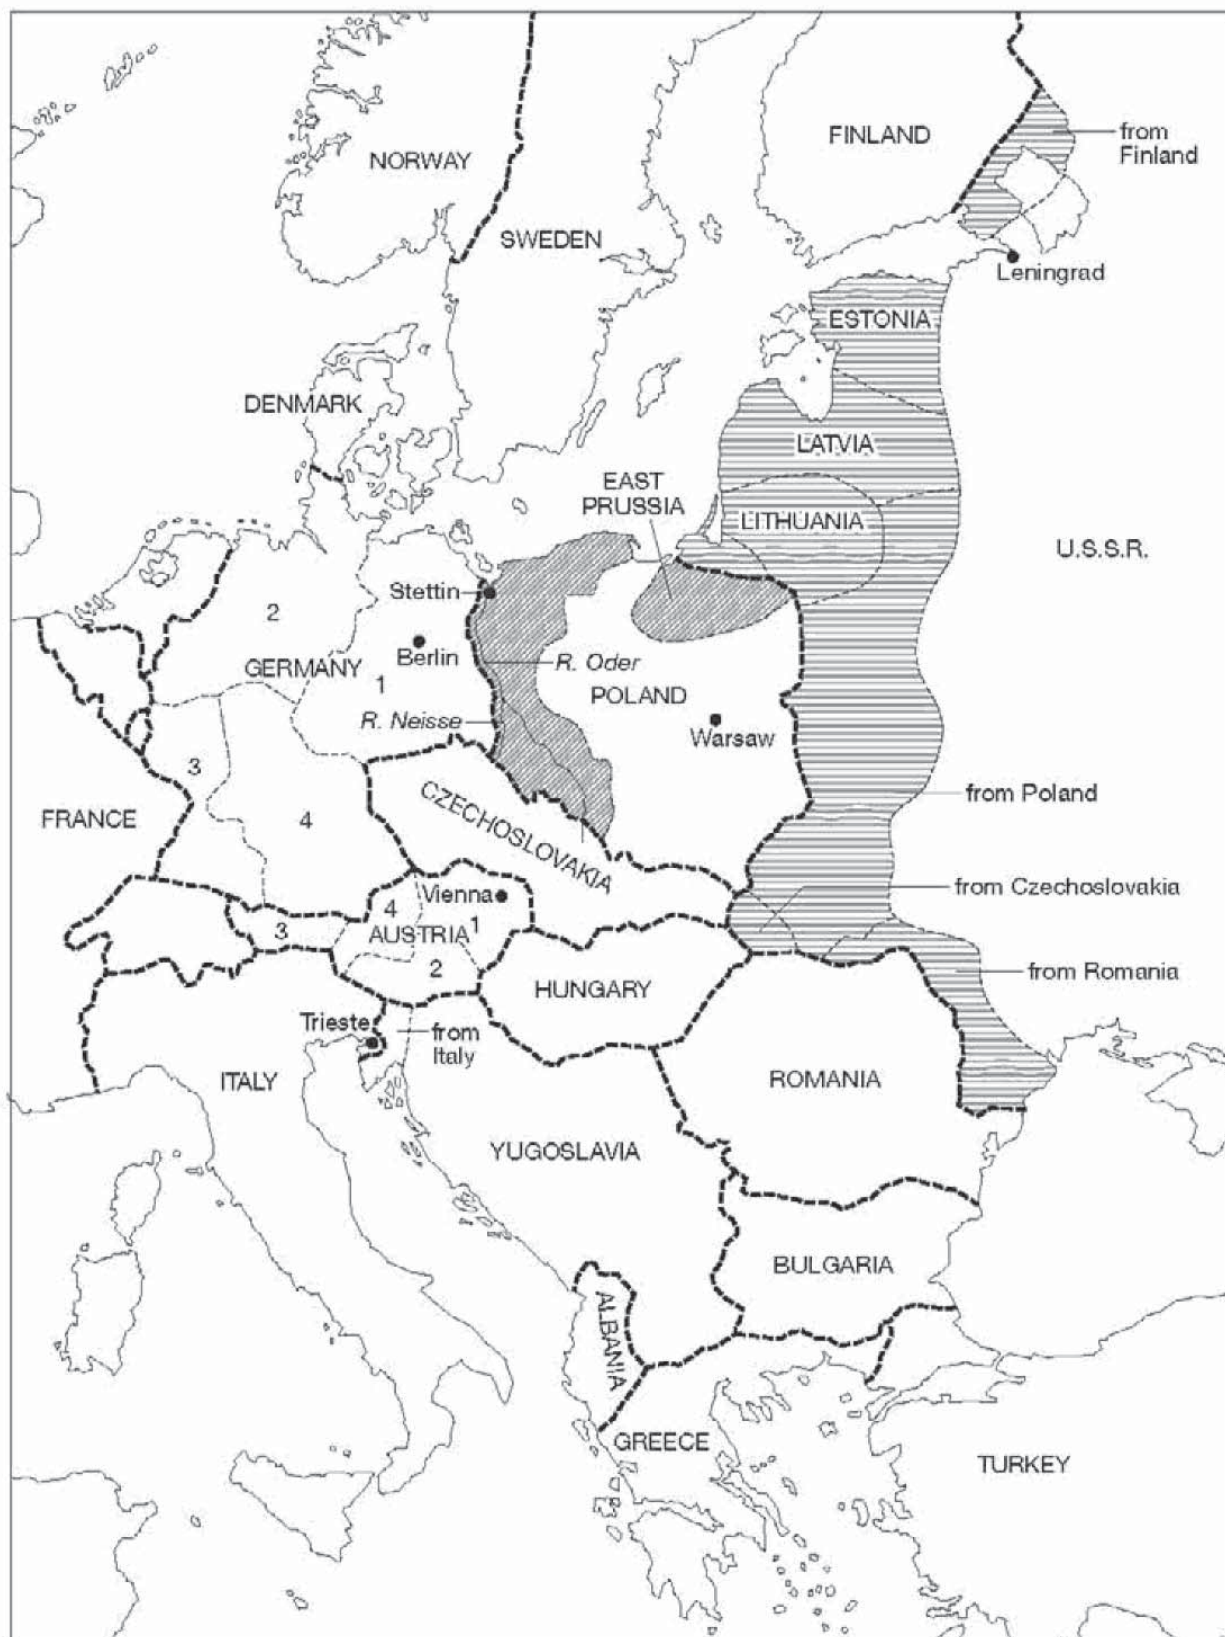 FINLAND
from
Finland
NORWAY
SWEDEN
Leningrad
ESTONIA
DENMARK
LATVIA
EAST
PRUSSIA
LITHUANIA
U.S.S.R.
Stettin
2
Berlin
GERMANY
1
R. Oder
POLAND
R. Neisse
Warsaw
3
4
FRANCE
CZECHOSLOVAKIA
from Poland
from Czechoslovakia
Vienna
4
3
AUSTRIA
1
2
from Romania
HUNGARY
Trieste
from
Italy
ITALY
ROMANIA
YUGOSLAVIA
BULGARIA
ALBANIA
GREECE
TURKEY